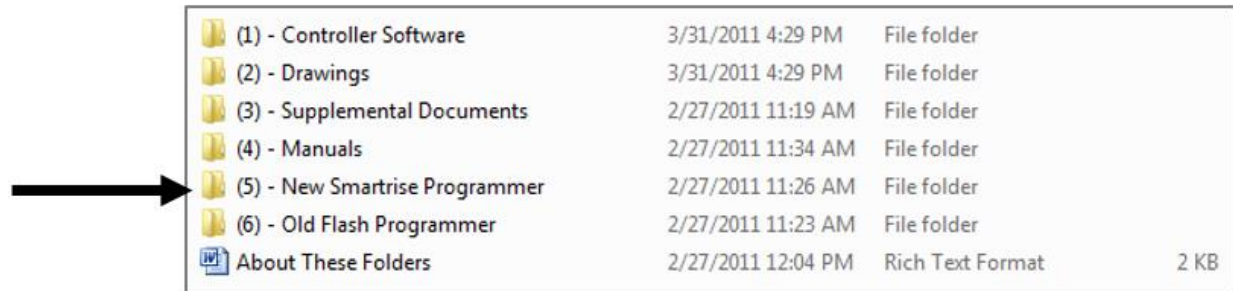 (1) - Controller Software 3/31/2011 4:29 PM File folder
(2) - Drawings 3/31/2011 4:29 PM File folder
(3) - Supplemental Documents 2/27/2011 11:19 AM File folder
(4) - Manuals 2/27/2011 11:34 AM File folder
(5) - New Smartrise Programmer 2/27/2011 11:26 AM File folder
(6) - Old Flash Programmer 2/27/2011 11:23 AM File folder
About These Folders 2/27/2011 12:04 PM Rich Text Format 2 KB